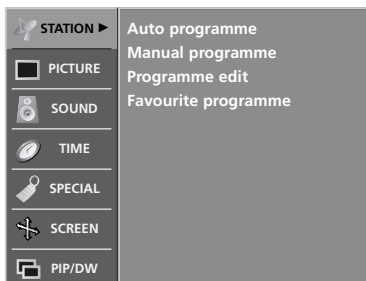 STATION ►
PICTURE
SOUND
TIME
SPECIAL
SCREEN
PIP/DW
Auto programme
Manual programme
Programme edit
Favourite programme